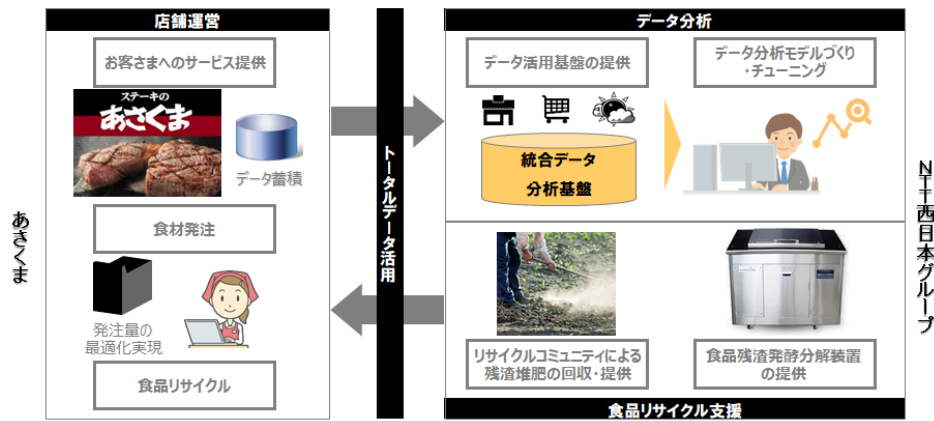 店舗運営
お客さまへのサービス提供
ステーキの
あさくま
データ蓄積
食材発注
発注量の
最適化実現
食品リサイクル
あさくま
トータルデータ活用
データ分析
データ活用基盤の提供
データ分析モデルづくり
・チューニング
統合データ
分析基盤
リサイクルコミュニティによる
残渣堆肥の回収・提供
食品残渣発酵分解装置
の提供
食品リサイクル支援
NTT西日本グループ